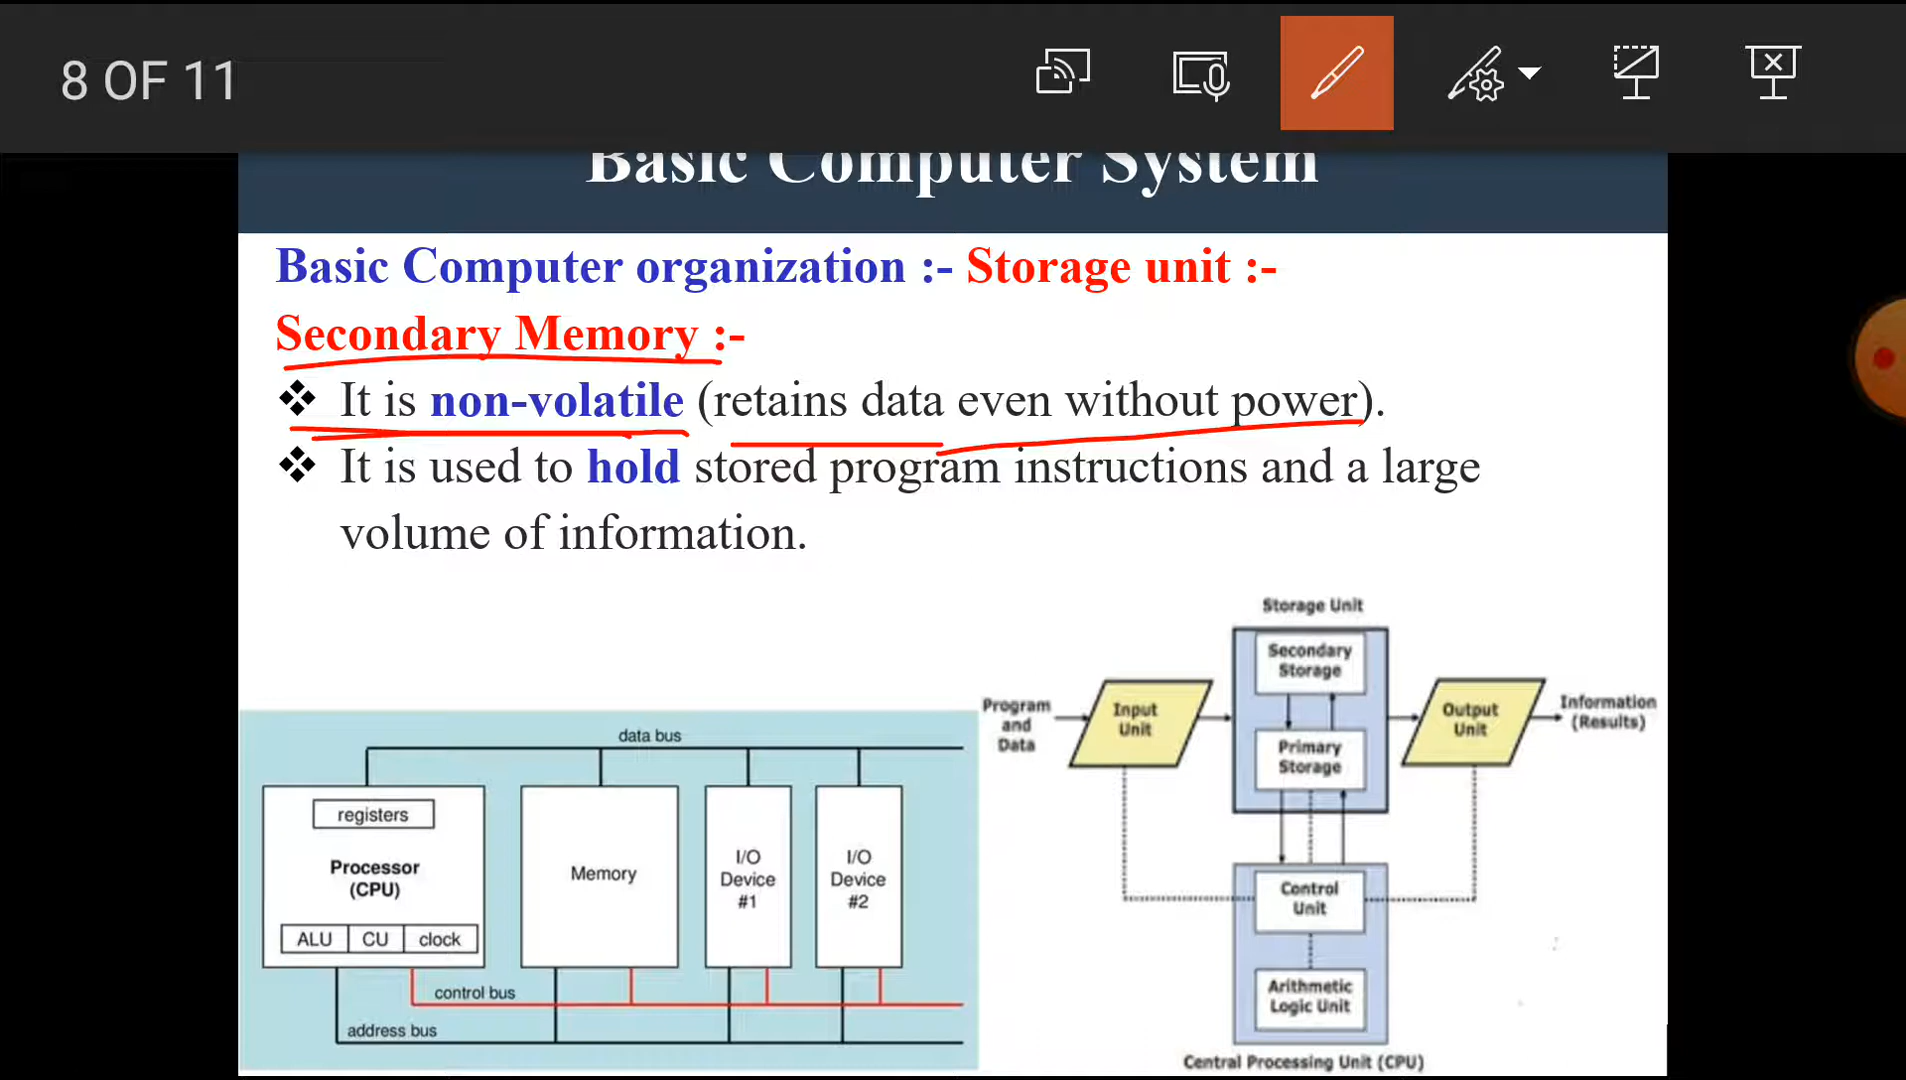 8 OF 11
Basic Computer System
Basic Computer organization :- Storage unit :-
Secondary Memory :-
❖ It is non-volatile (retains data even without power).
❖ It is used to hold stored program instructions and a large
volume of information.
data bus
registers
Processor
(CPU)
ALU CU clock
Memory
I/O
Device
#1
I/O
Device
#2
control bus
address bus
Storage Unit
Secondary
Storage
Program
and
Data
Input
Unit
Primary
Storage
Output
Unit
Information
(Results)
Control
Unit
Arithmetic
Logic Unit
Central Processing Unit (CPU)